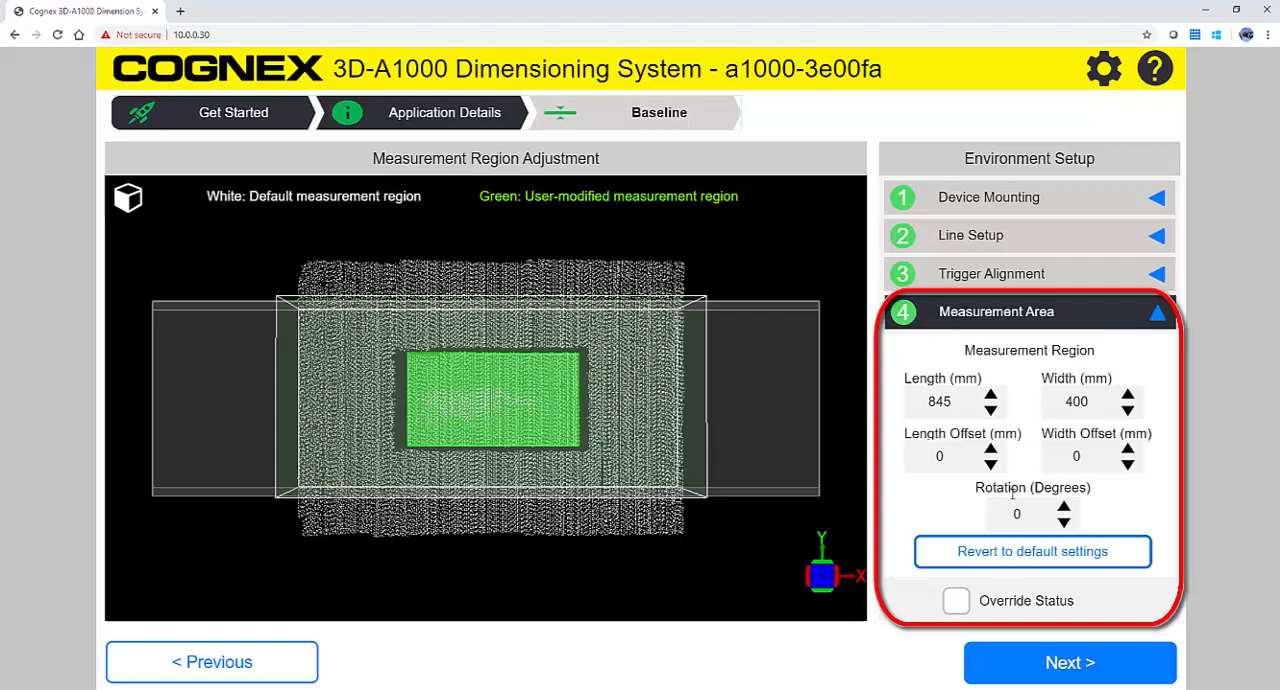 Cognex 3D-A1000 Dimension Sy
Not secure | 10.0.0.30
COGNEX 3D-A1000 Dimensioning System - a1000-3e00fa
?
Get Started
i
Application Details
Baseline
Measurement Region Adjustment
White: Default measurement region
Green: User-modified measurement region
Y
X
Environment Setup
1 Device Mounting
2 Line Setup
3 Trigger Alignment
4 Measurement Area
Measurement Region
Length (mm) Width (mm)
845 400
Length Offset (mm) Width Offset (mm)
0 0
Rotation (Degrees)
0
Revert to default settings
Override Status
< Previous
Next >